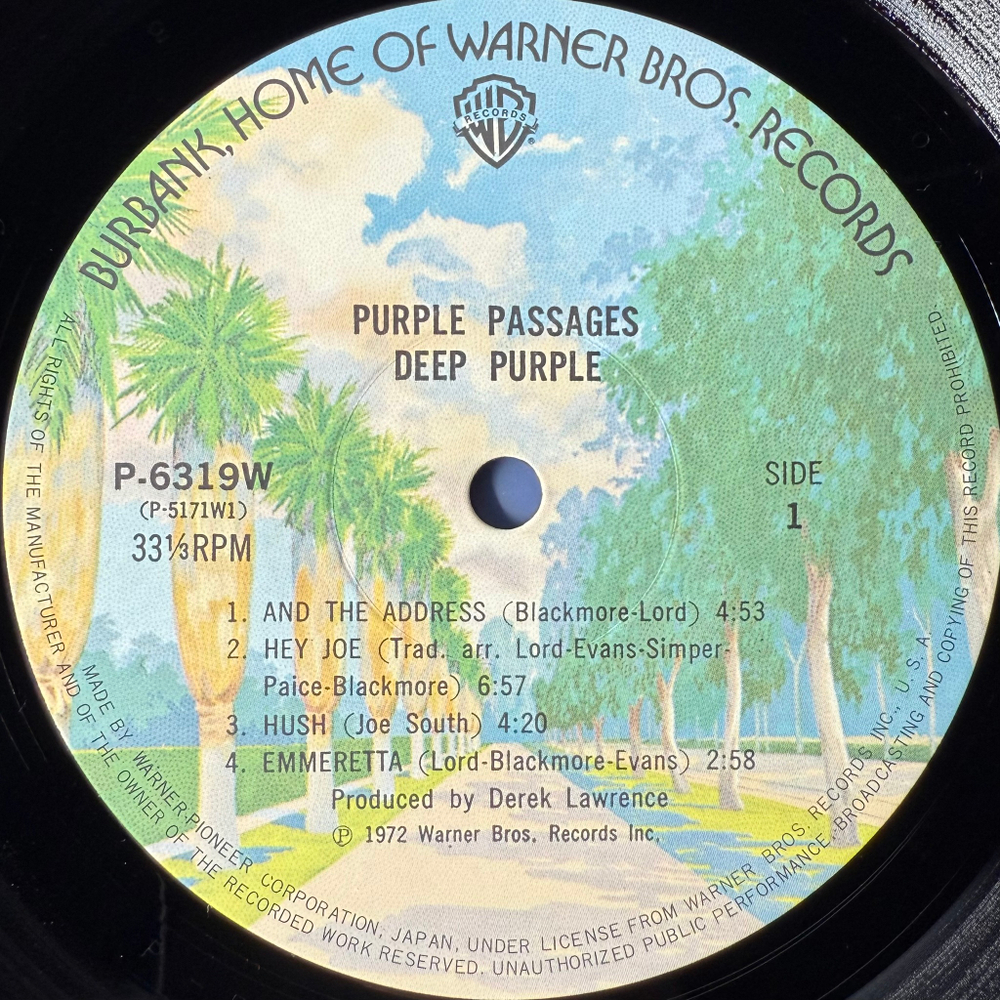 BURBANK, HOME OF WARNER BROS. RECORDS
WB
RECORDS
®
PURPLE PASSAGES
DEEP PURPLE
P-6319W
(P-5171W1)
33⅓RPM
SIDE
1
1. AND THE ADDRESS (Blackmore-Lord) 4:53
2. HEY JOE (Trad. arr. Lord-Evans-Simper-
Paice-Blackmore) 6:57
3. HUSH (Joe South) 4:20
4. EMMERETTA (Lord-Blackmore-Evans) 2:58
Produced by Derek Lawrence
℗ 1972 Warner Bros. Records Inc.
MADE BY WARNER-PIONEER CORPORATION, JAPAN, UNDER LICENSE FROM WARNER BROS. RECORDS INC., U. S. A.
ALL RIGHTS OF THE MANUFACTURER AND OF THE OWNER OF THE RECORDED WORK RESERVED. UNAUTHORIZED PUBLIC PERFORMANCE, BROADCASTING AND COPYING OF THIS RECORD PROHIBITED.